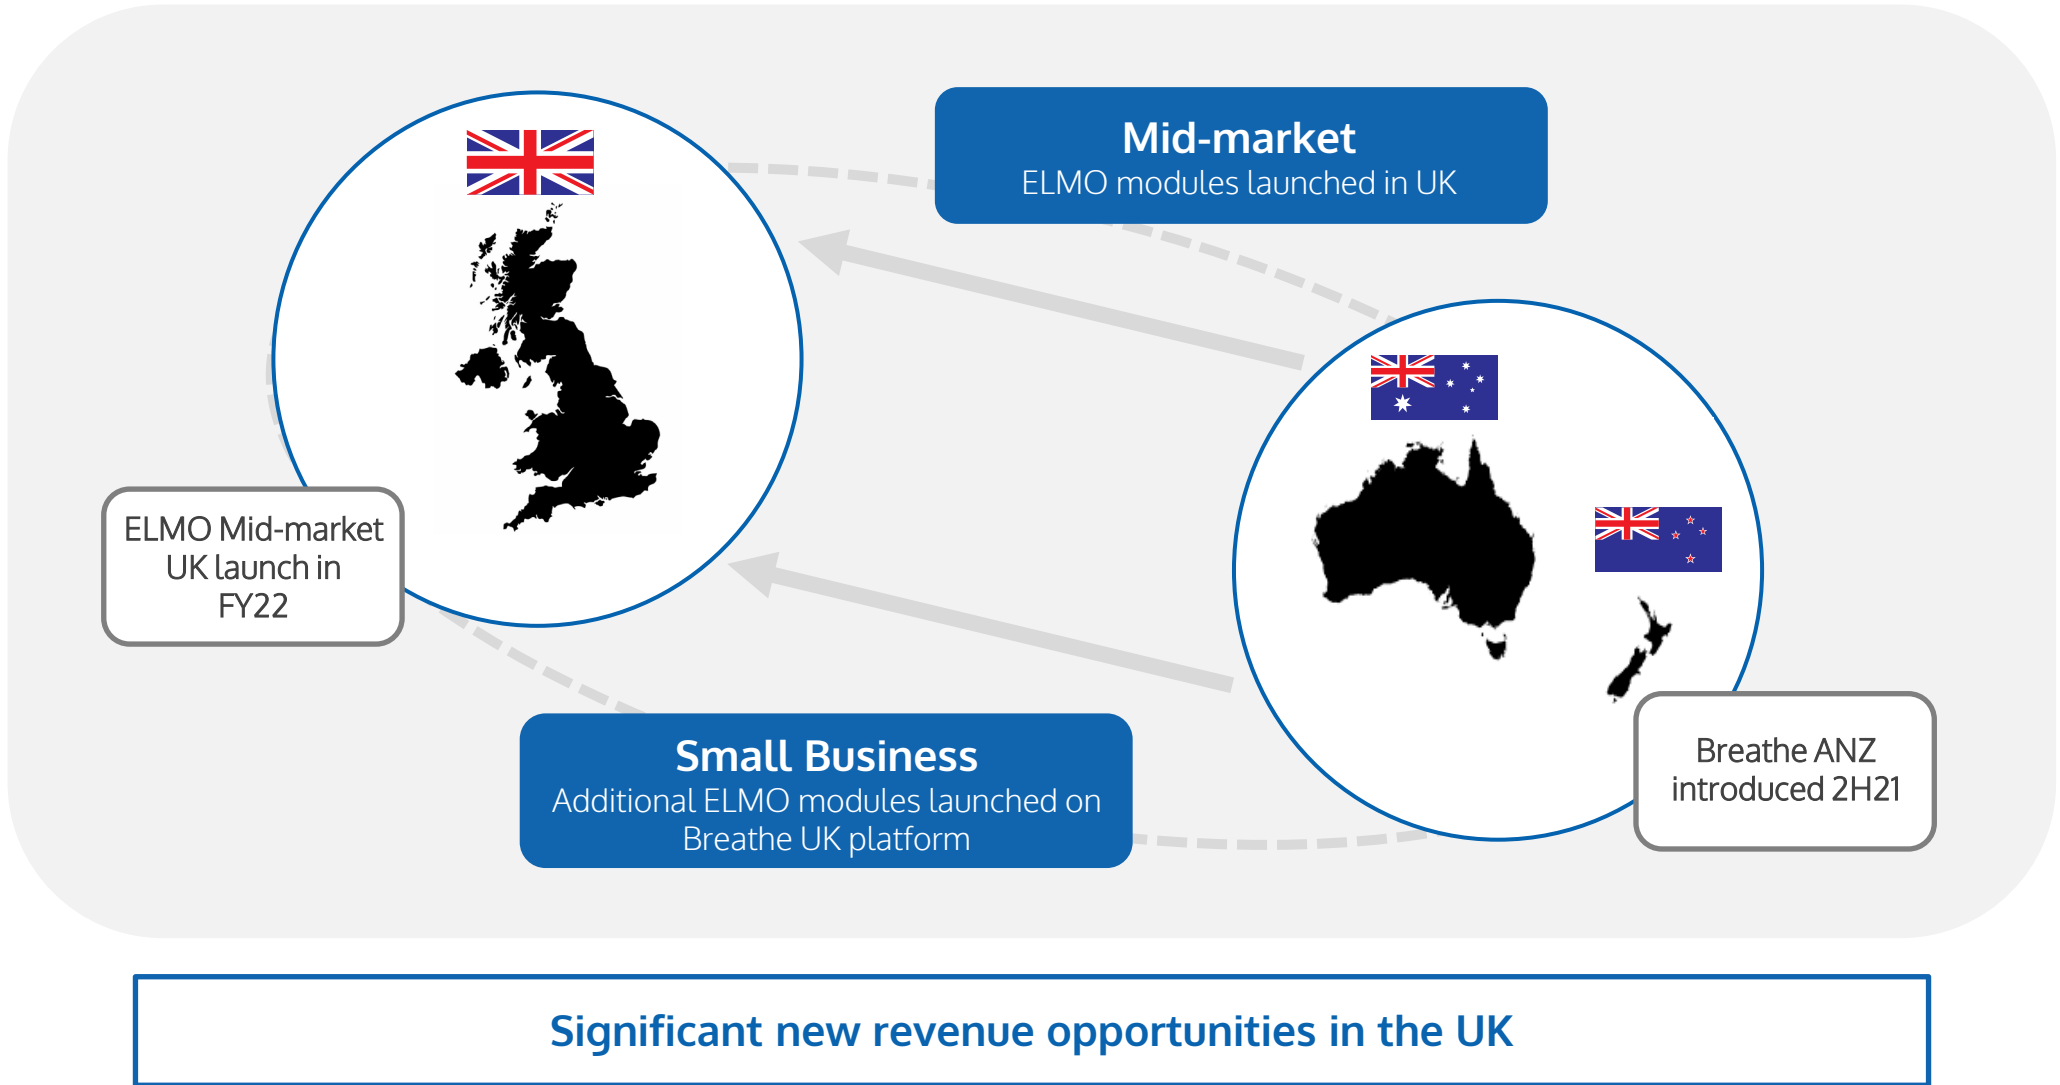 Mid-market
ELMO modules launched in UK
ELMO Mid-market
UK launch in
FY22
Small Business
Additional ELMO modules launched on
Breathe UK platform
Breathe ANZ
introduced 2H21
Significant new revenue opportunities in the UK